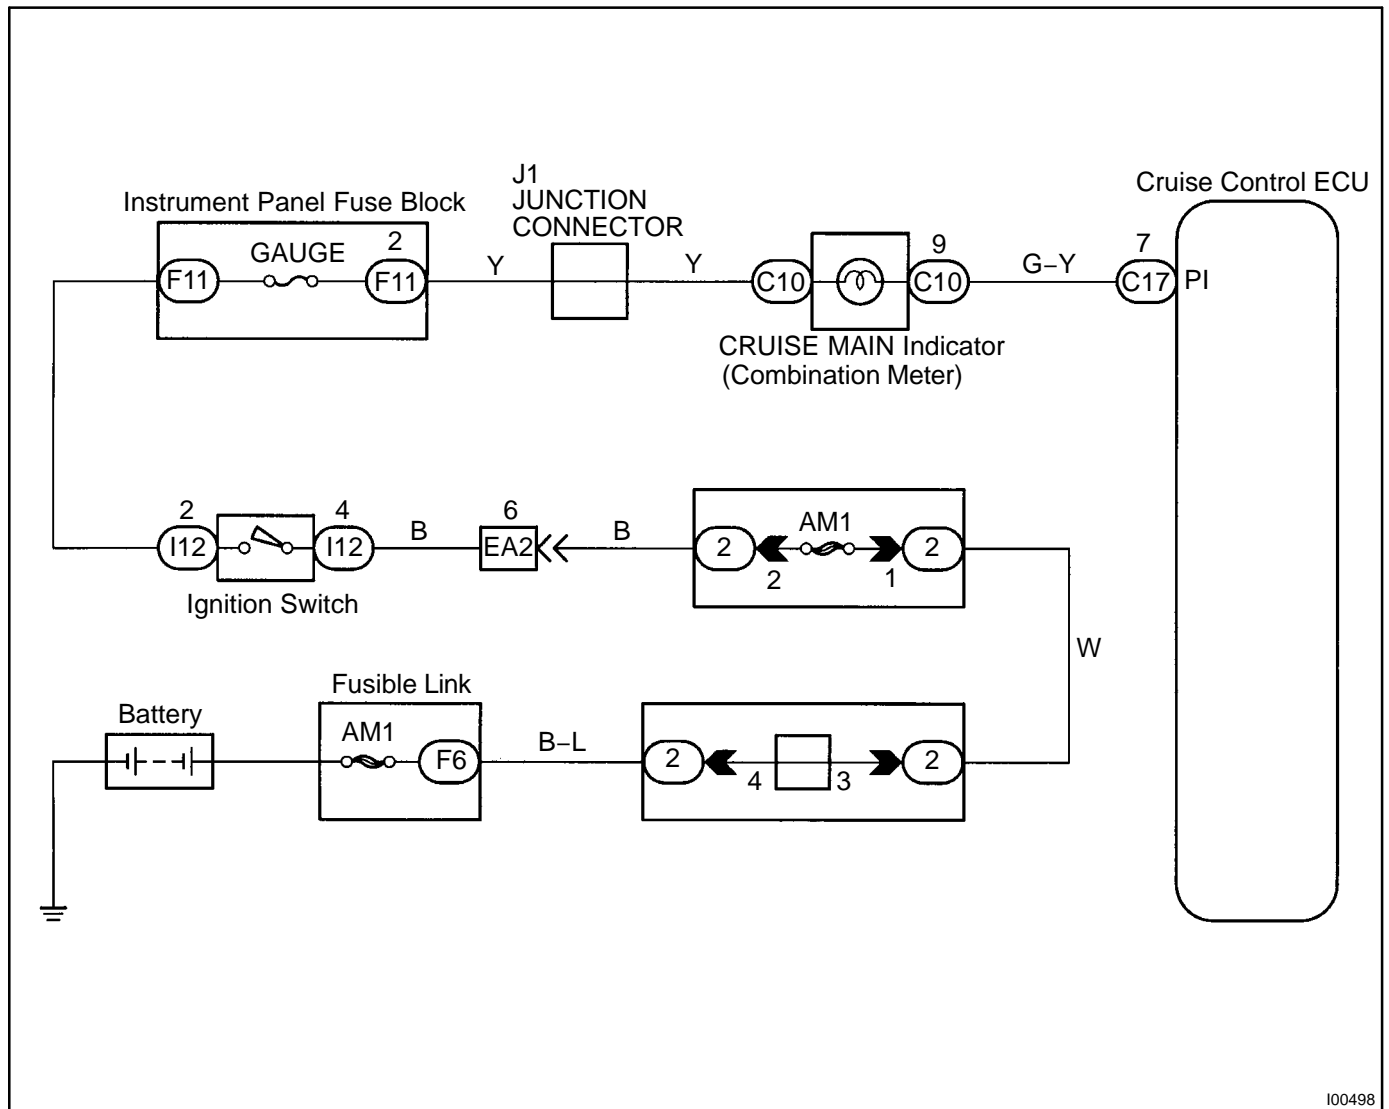 J1
JUNCTION
CONNECTOR
Cruise Control ECU
Instrument Panel Fuse Block
GAUGE
2
9
7
F11
F11
Y
Y
C10
C10
G–Y
C17
PI
CRUISE MAIN Indicator
(Combination Meter)
2
4
6
AM1
I12
I12
B
EA2
B
2
2
2
1
Ignition Switch
W
Fusible Link
Battery
AM1
F6
B–L
2
4
3
2
I00498